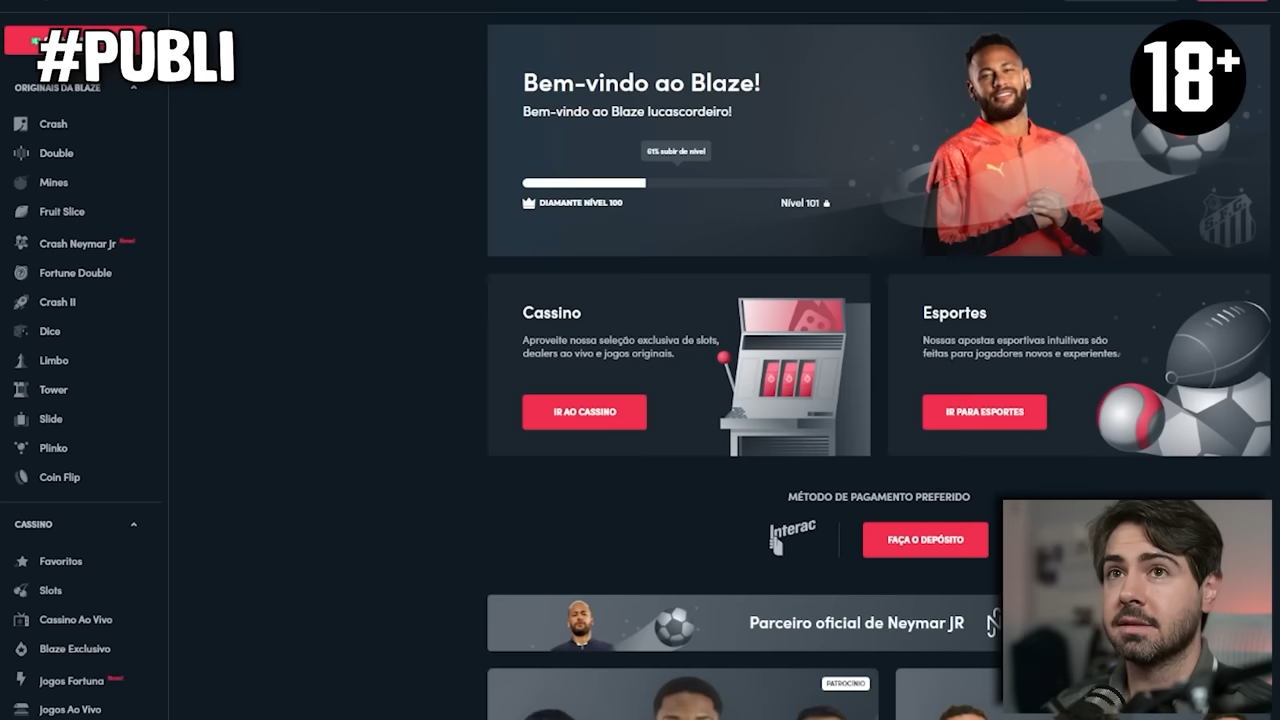 #PUBLI
18+
ORIGINAIS DA BLAZE
Crash
Double
Mines
Fruit Slice
Crash Neymar Jr New!
Fortune Double
Crash II
Dice
Limbo
Tower
Slide
Plinko
Coin Flip
CASSINO
Favoritos
Slots
Cassino Ao Vivo
Blaze Exclusivo
Jogos Fortuna New!
Jogos Ao Vivo
Bem-vindo ao Blaze!
Bem-vindo ao Blaze lucascordeiro!
61% subir de nível
DIAMANTE NÍVEL 100
Nível 101
Cassino
Aproveite nossa seleção exclusiva de slots,
dealers ao vivo e jogos originais.
IR AO CASSINO
Esportes
Nossas apostas esportivas intuitivas são
feitas para jogadores novos e experientes.
IR PARA ESPORTES
MÉTODO DE PAGAMENTO PREFERIDO
Interac
FAÇA O DEPÓSITO
Parceiro oficial de Neymar JR
PATROCÍNIO